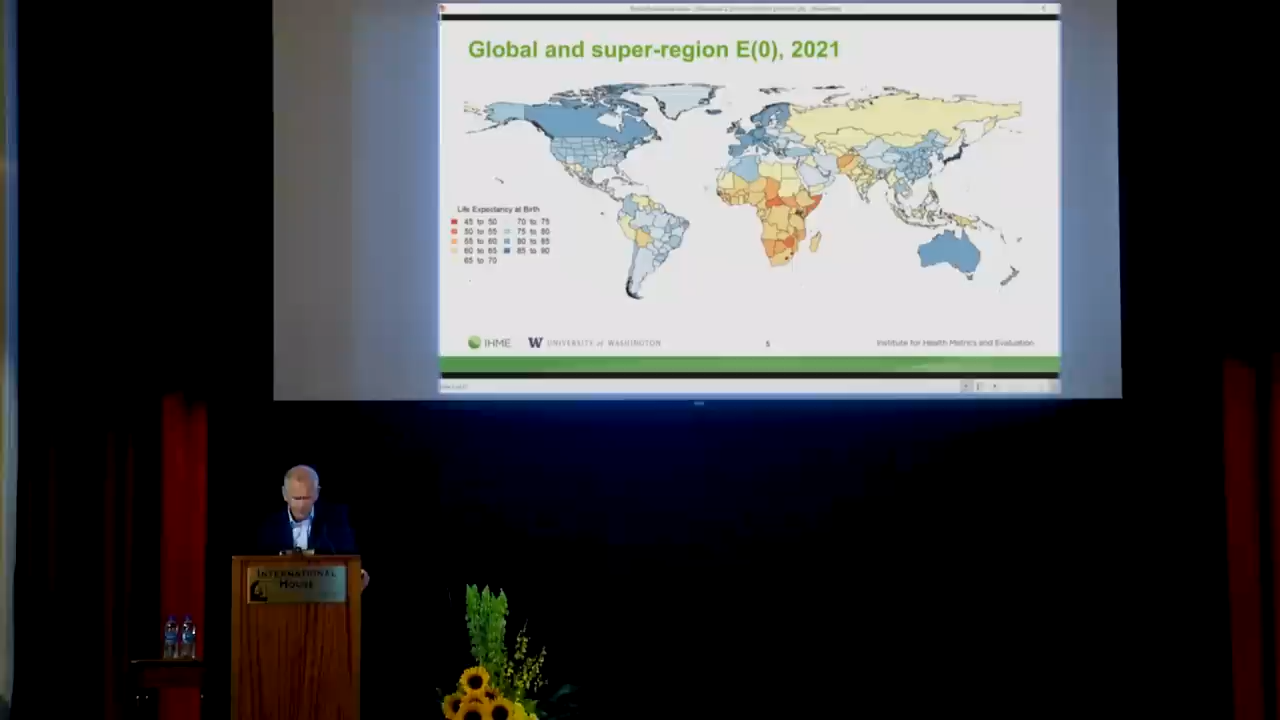 Global and super-region E(0), 2021
Life Expectancy at Birth
45 to 50 70 to 75
50 to 55 75 to 80
55 to 60 80 to 85
60 to 65 85 to 90
65 to 70
IHME W UNIVERSITY of WASHINGTON 5 Institute for Health Metrics and Evaluation
INTERNATIONAL
HOUSE